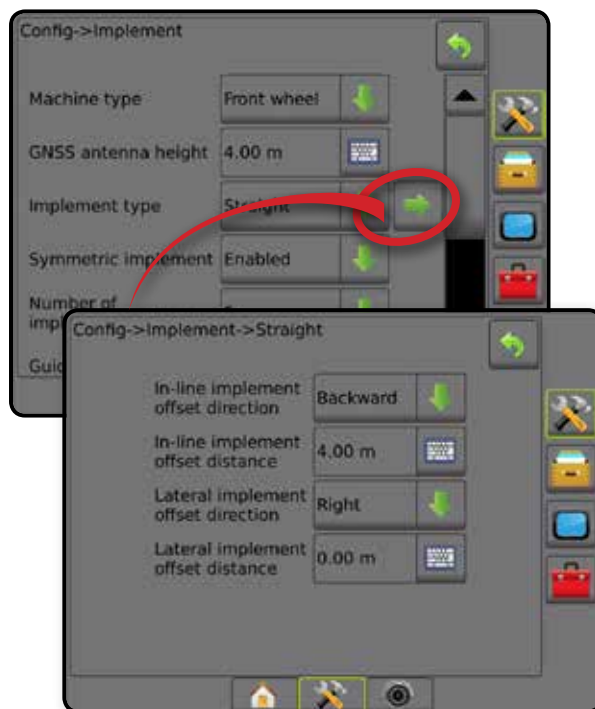 Config->Implement
Machine type
Front wheel
GNSS antenna height
4.00 m
Implement type
Straight
Symmetric implement
Enabled
Number of
Config->Implement->Straight
In-line implement
offset direction
Backward
In-line implement
offset distance
4.00 m
Lateral implement
offset direction
Right
Lateral implement
offset distance
0.00 m